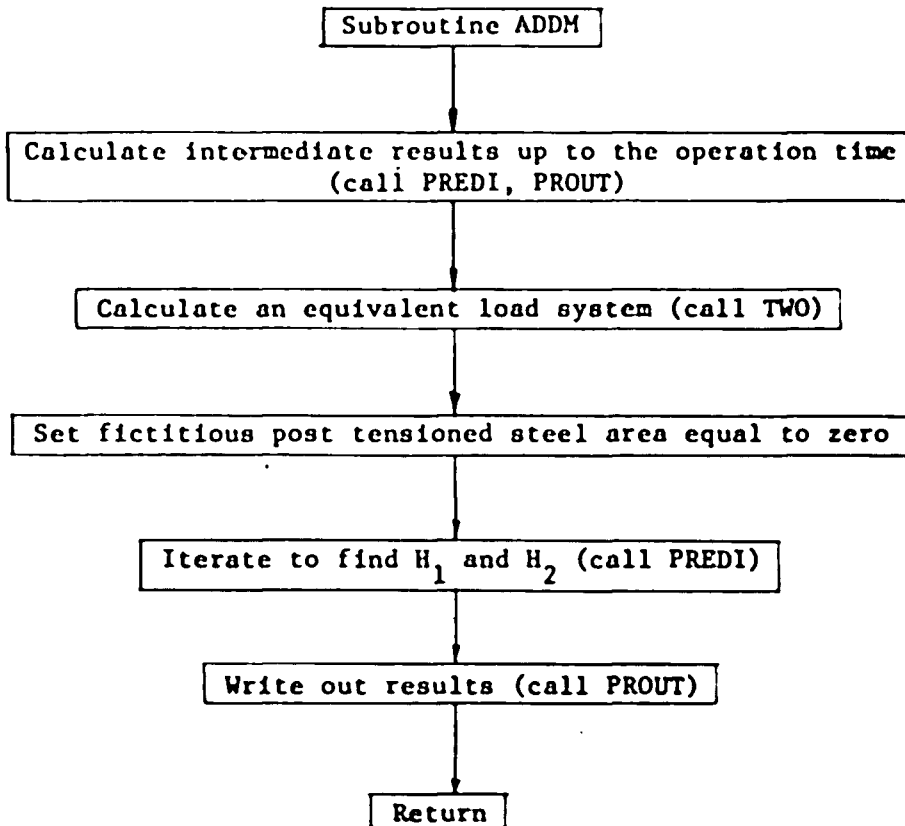 Subroutine ADDM
Calculate intermediate results up to the operation time
(call PREDI, PROUT)
Calculate an equivalent load system (call TWO)
Set fictitious post tensioned steel area equal to zero
Iterate to find H₁ and H₂ (call PREDI)
Write out results (call PROUT)
Return